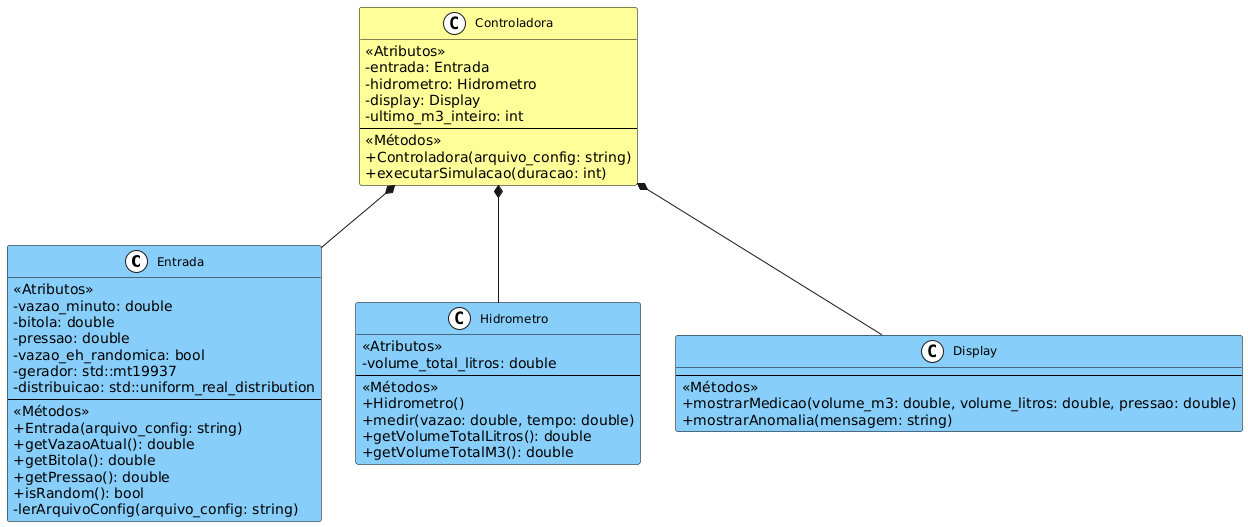 C Controladora
«Atributos»
-entrada: Entrada
-hidrometro: Hidrometro
-display: Display
-ultimo_m3_inteiro: int
«Métodos»
+Controladora(arquivo_config: string)
+executarSimulacao(duracao: int)
C Entrada
«Atributos»
-vazao_minuto: double
-bitola: double
-pressao: double
-vazao_eh_randomica: bool
-gerador: std::mt19937
-distribuicao: std::uniform_real_distribution
«Métodos»
+Entrada(arquivo_config: string)
+getVazaoAtual(): double
+getBitola(): double
+getPressao(): double
+isRandom(): bool
-lerArquivoConfig(arquivo_config: string)
C Hidrometro
«Atributos»
-volume_total_litros: double
«Métodos»
+Hidrometro()
+medir(vazao: double, tempo: double)
+getVolumeTotalLitros(): double
+getVolumeTotalM3(): double
C Display
«Métodos»
+mostrarMedicao(volume_m3: double, volume_litros: double, pressao: double)
+mostrarAnomalia(mensagem: string)